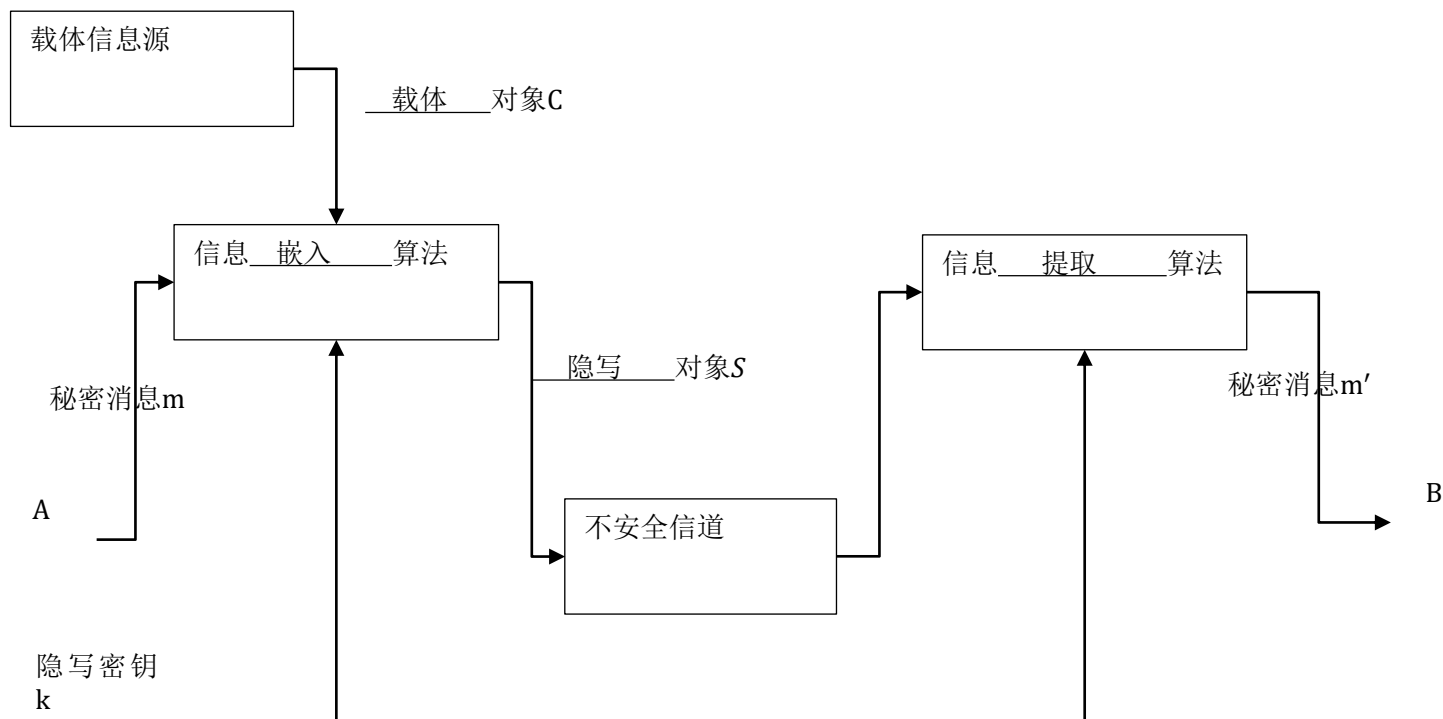 载体信息源
载体 对象C
信息 嵌入 算法
信息 提取 算法
隐写 对象S
秘密消息m
秘密消息m′
A
B
不安全信道
隐写密钥
k